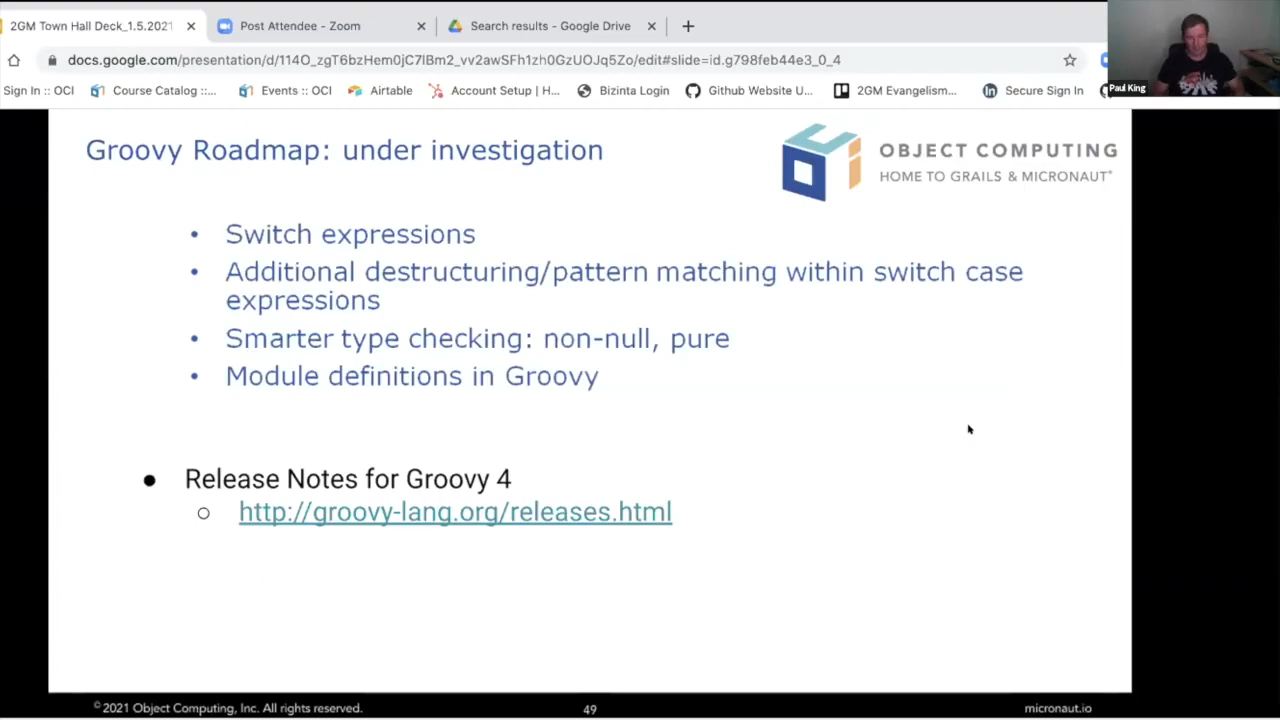 2GM Town Hall Deck_1.5.2021
Post Attendee - Zoom
Search results - Google Drive
docs.google.com/presentation/d/114O_zgT6bzHem0jC7lBm2_vv2awSFh1zh0GzUOJq5Zo/edit#slide=id.g798feb44e3_0_4
Sign In :: OCI
Course Catalog ::...
Events :: OCI
Airtable
Account Setup | H...
Bizinta Login
Github Website U...
2GM Evangelism...
Secure Sign In
Paul King
Groovy Roadmap: under investigation
OBJECT COMPUTING
HOME TO GRAILS & MICRONAUT®
• Switch expressions
• Additional destructuring/pattern matching within switch case
expressions
• Smarter type checking: non-null, pure
• Module definitions in Groovy
● Release Notes for Groovy 4
○ http://groovy-lang.org/releases.html
© 2021 Object Computing, Inc. All rights reserved.
49
micronaut.io